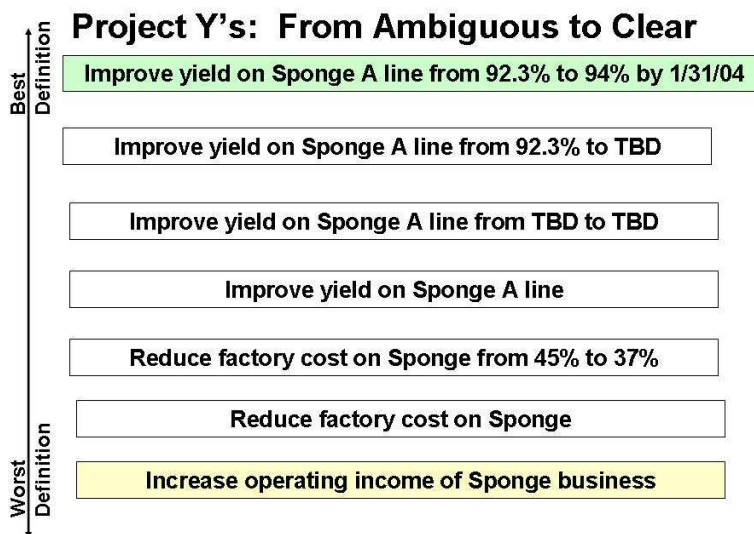 Project Y's: From Ambiguous to Clear
Best
Definition
Improve yield on Sponge A line from 92.3% to 94% by 1/31/04
Improve yield on Sponge A line from 92.3% to TBD
Improve yield on Sponge A line from TBD to TBD
Improve yield on Sponge A line
Reduce factory cost on Sponge from 45% to 37%
Reduce factory cost on Sponge
Increase operating income of Sponge business
Worst
Definition